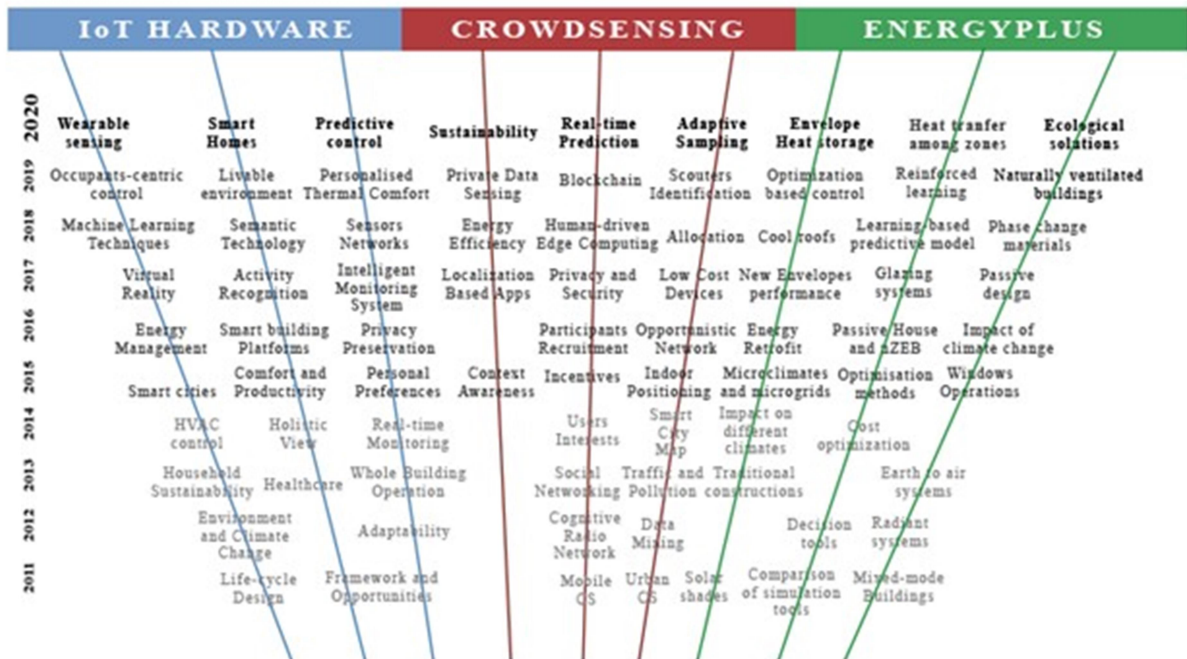 IoT HARDWARE CROWDSENSING ENERGYPLUS
2020
Wearable sensing
Smart Homes
Predictive control
Sustainability
Real-time Prediction
Adaptive Sampling
Envelope Heat storage
Heat tranfer among zones
Ecological solutions
2019
Occupants-centric control
Livable environment
Personalised Thermal Comfort
Private Data Sensing
Blockchain
Scouters Identification
Optimization based control
Reinforced learning
Naturally ventilated buildings
2018
Machine Learning Techniques
Semantic Technology
Sensors Networks
Energy Efficiency
Human-driven Edge Computing
Allocation
Cool roofs
Learning-based predictive model
Phase change materials
2017
Virtual Reality
Activity Recognition
Intelligent Monitoring System
Localization Based Apps
Privacy and Security
Low Cost Devices
New Envelopes performance
Glazing systems
Passive design
2016
Energy Management
Smart building Platforms
Privacy Preservation
Participants Recruitment
Opportunistic Network
Energy Retrofit
Passive House and nZEB
Impact of climate change
2015
Smart cities
Comfort and Productivity
Personal Preferences
Context Awareness
Incentives
Indoor Positioning
Microclimates and microgrids
Optimisation methods
Windows Operations
2014
HVAC control
Holistic View
Real-time Monitoring
Users Interests
Smart City Map
Impact on different climates
Cost optimization
2013
Household Sustainability
Healthcare
Whole Building Operation
Social Networking
Traffic and Pollution
Traditional constructions
Earth to air systems
2012
Environment and Climate Change
Adaptability
Cognitive Radio Network
Data Mining
Decision tools
Radiant systems
2011
Life-cycle Design
Framework and Opportunities
Mobile CS
Urban CS
Solar shades
Comparison of simulation tools
Mixed-mode Buildings